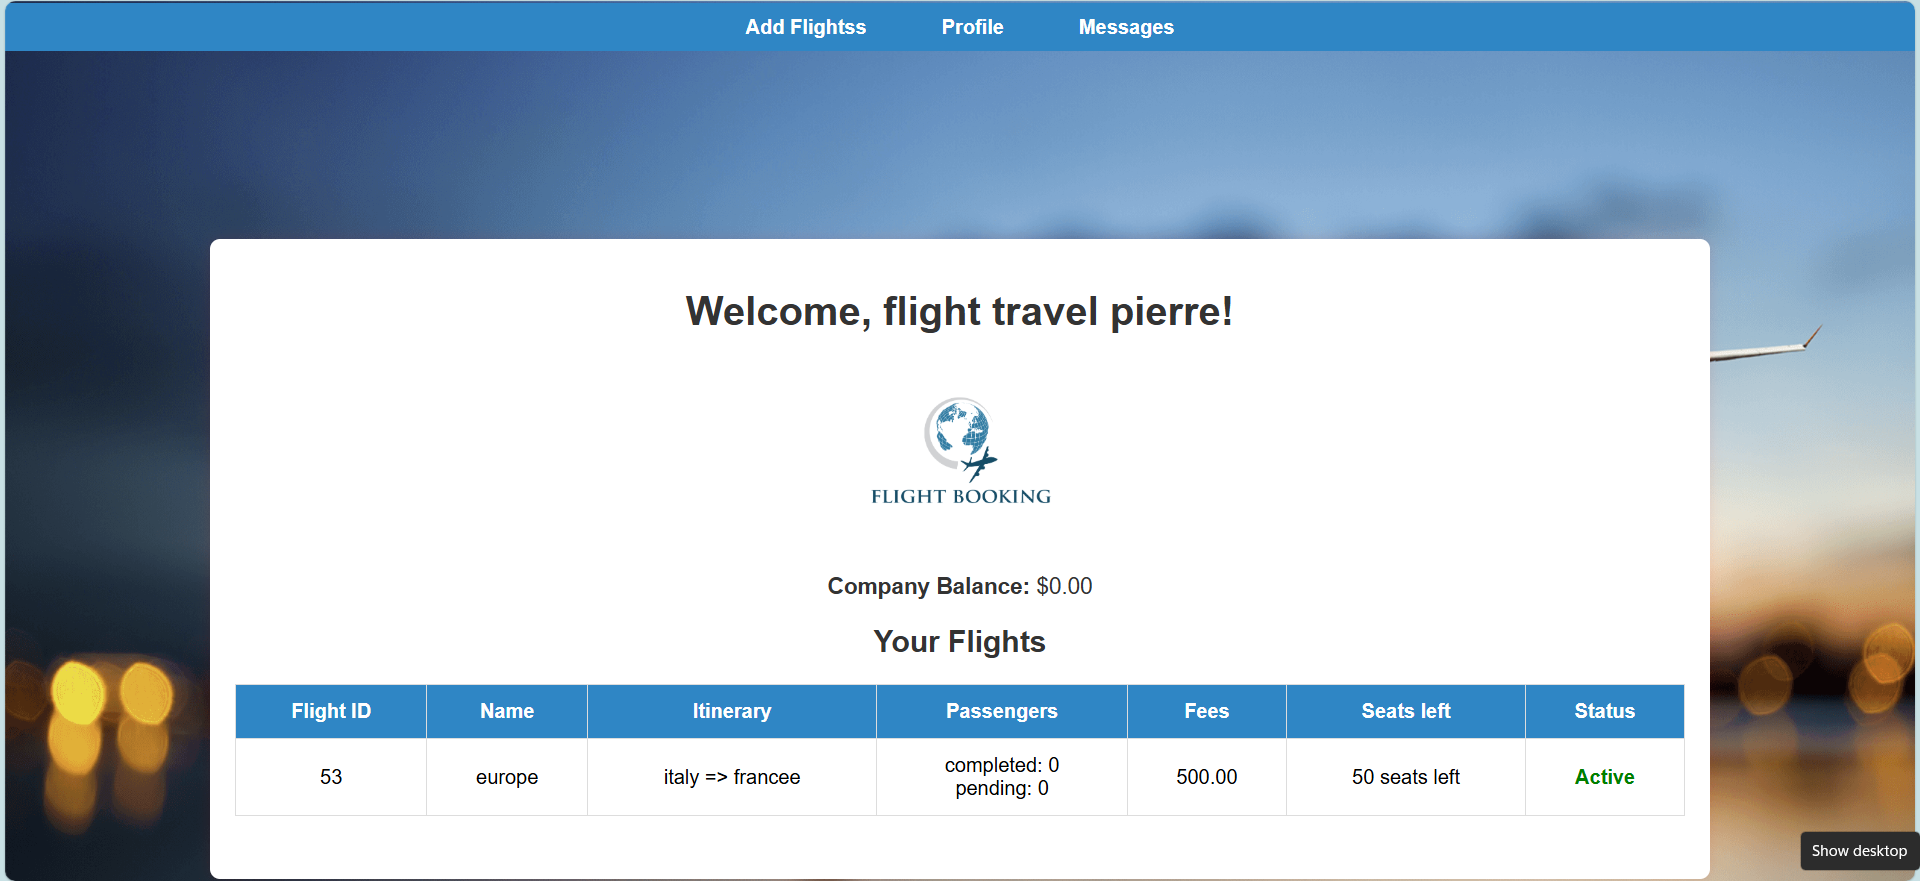 Add Flightss Profile Messages
Welcome, flight travel pierre!
FLIGHT BOOKING
Company Balance: $0.00
Your Flights
Flight ID Name Itinerary Passengers Fees Seats left Status
53 europe italy => francee completed: 0 500.00 50 seats left Active
pending: 0
Show desktop